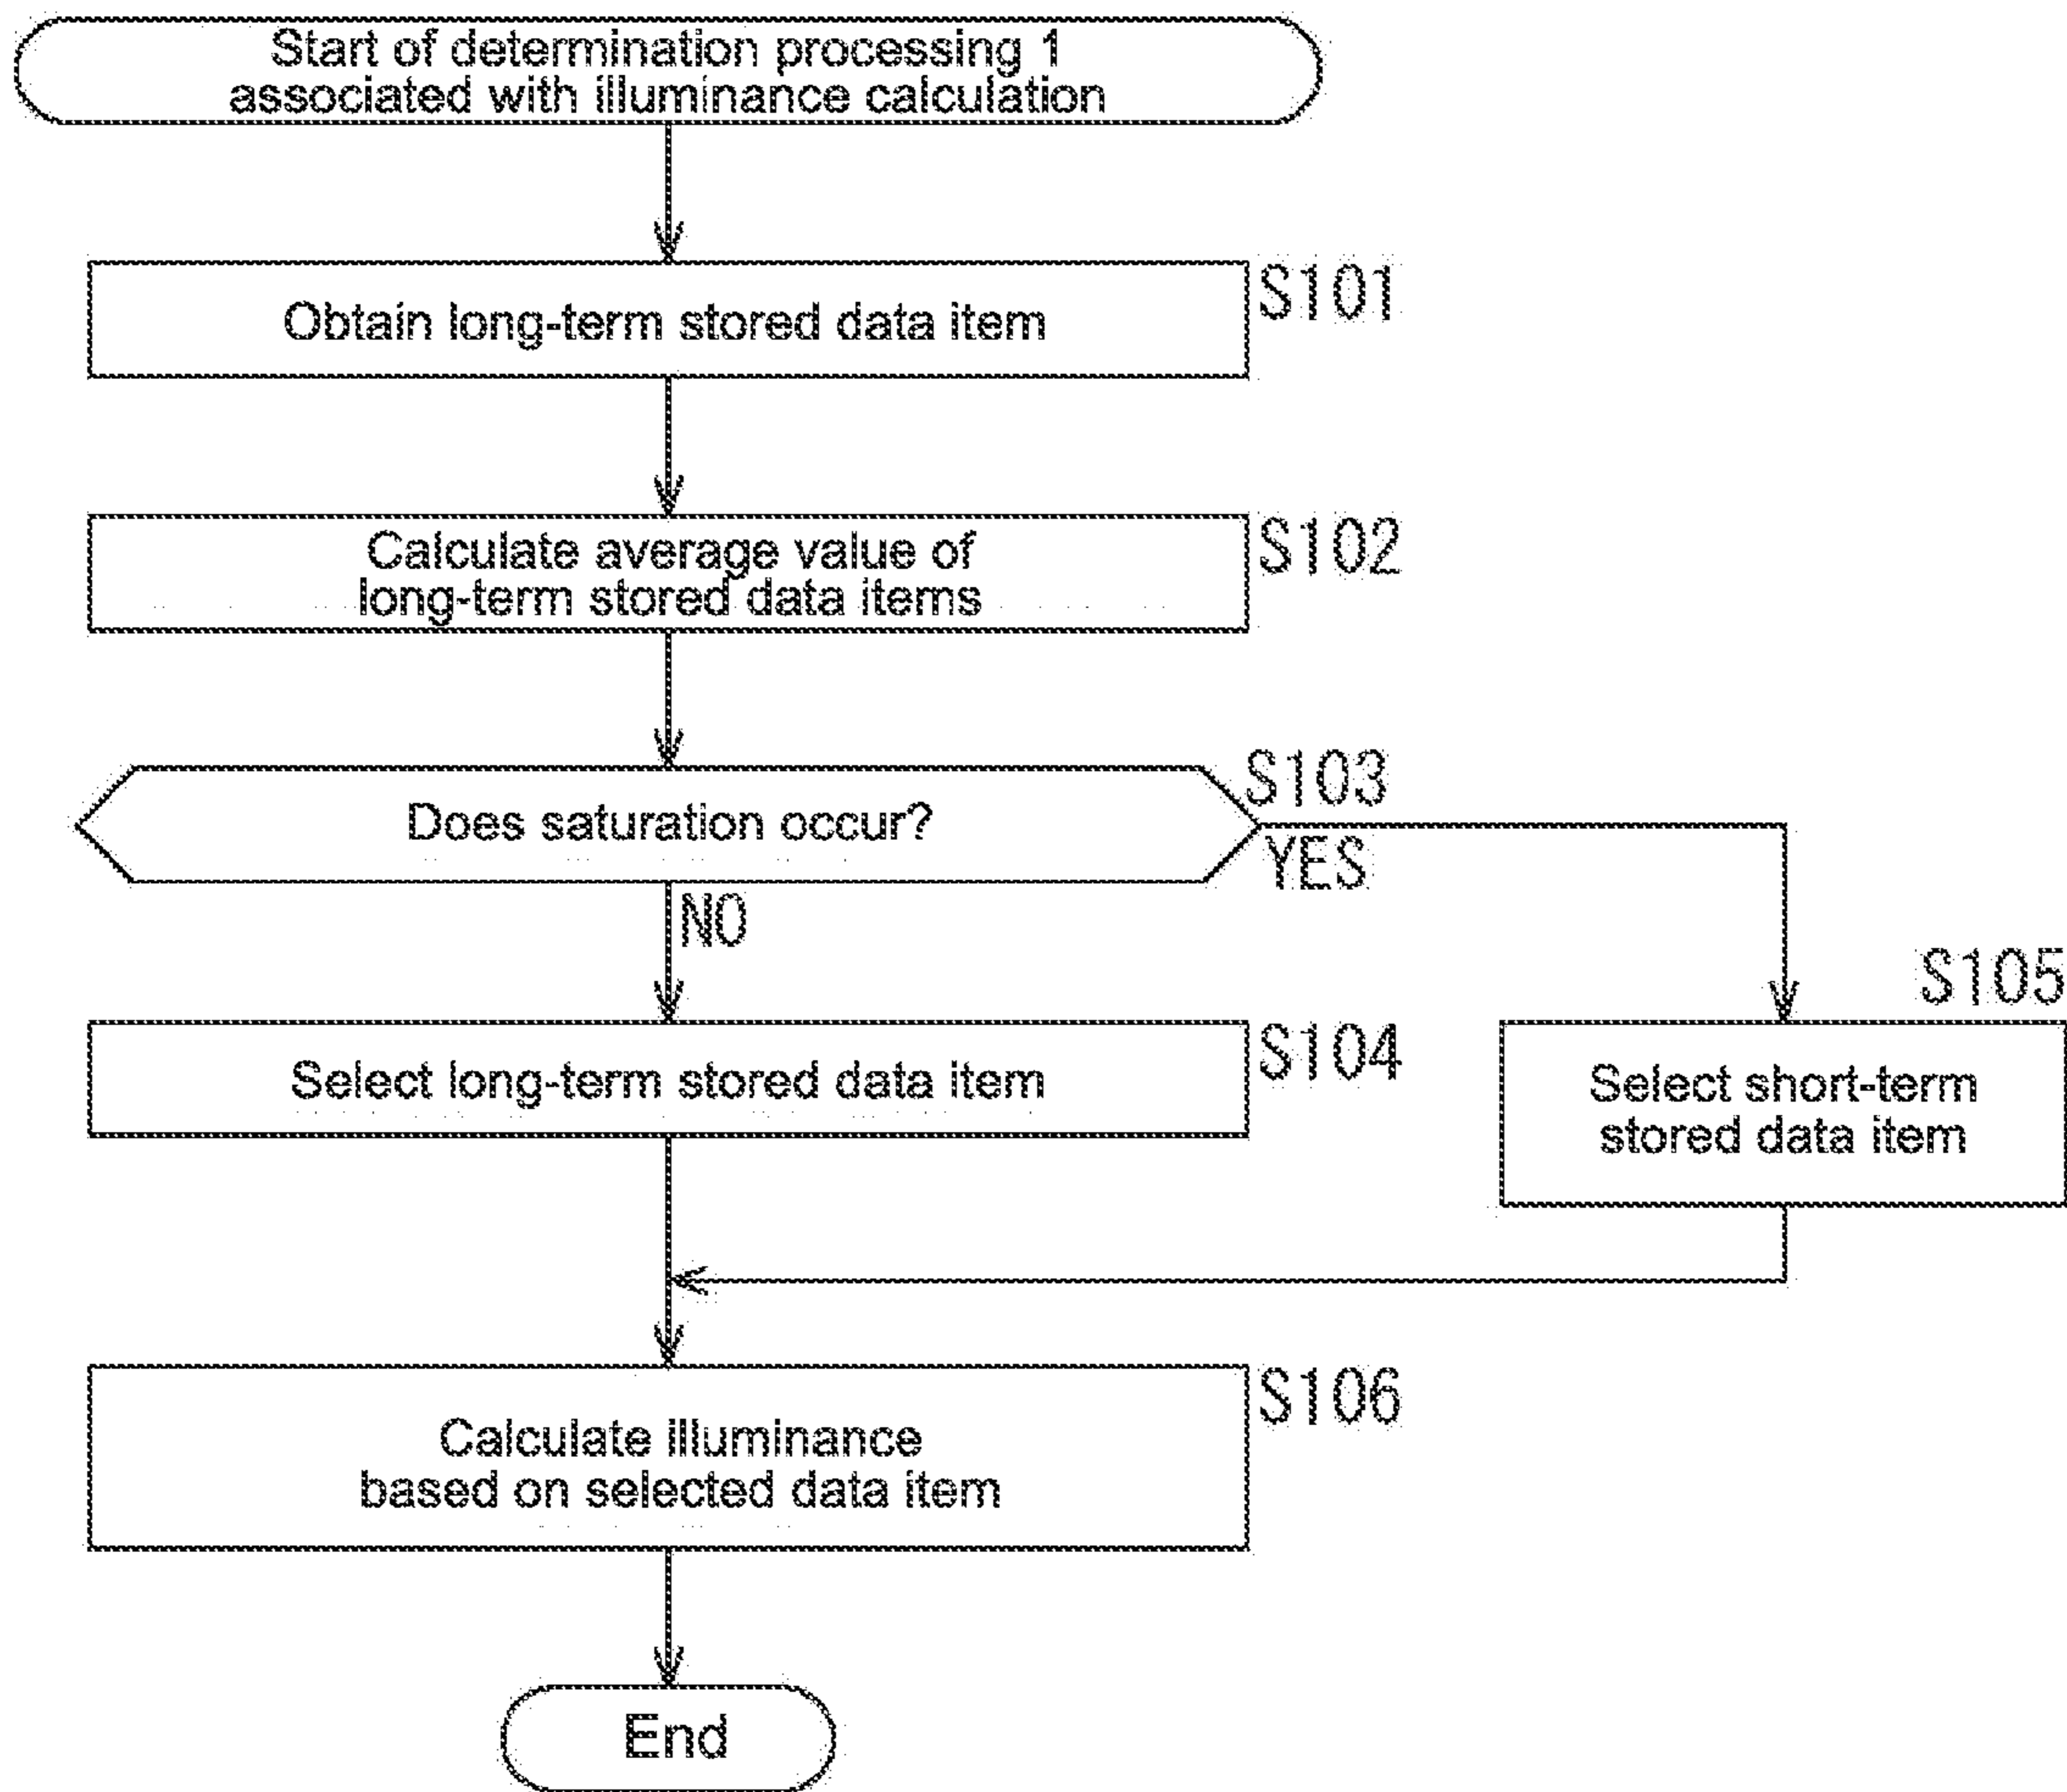 Start of determination processing 1
associated with illuminance calculation
Obtain long-term stored data item
S101
Calculate average value of
long-term stored data items
S102
Does saturation occur?
S103
YES
NO
Select long-term stored data item
S104
S105
Select short-term
stored data item
Calculate illuminance
based on selected data item
S106
End